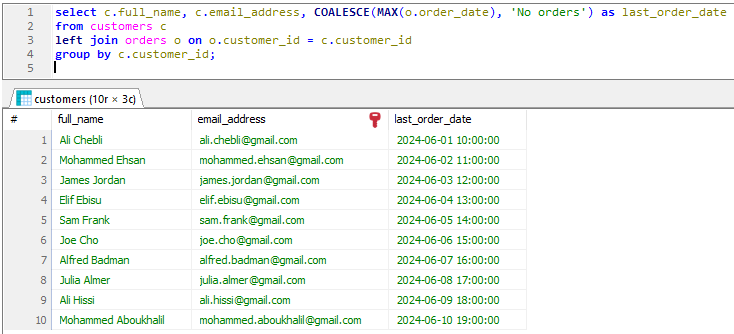 1 select c.full_name, c.email_address, COALESCE(MAX(o.order_date), 'No orders') as last_order_date
2 from customers c
3 left join orders o on o.customer_id = c.customer_id
4 group by c.customer_id;
5
customers (10r × 3c)
# full_name email_address last_order_date
1 Ali Chebli ali.chebli@gmail.com 2024-06-01 10:00:00
2 Mohammed Ehsan mohammed.ehsan@gmail.com 2024-06-02 11:00:00
3 James Jordan james.jordan@gmail.com 2024-06-03 12:00:00
4 Elif Ebisu elif.ebisu@gmail.com 2024-06-04 13:00:00
5 Sam Frank sam.frank@gmail.com 2024-06-05 14:00:00
6 Joe Cho joe.cho@gmail.com 2024-06-06 15:00:00
7 Alfred Badman alfred.badman@gmail.com 2024-06-07 16:00:00
8 Julia Almer julia.almer@gmail.com 2024-06-08 17:00:00
9 Ali Hissi ali.hissi@gmail.com 2024-06-09 18:00:00
10 Mohammed Aboukhalil mohammed.aboukhalil@gmail.com 2024-06-10 19:00:00